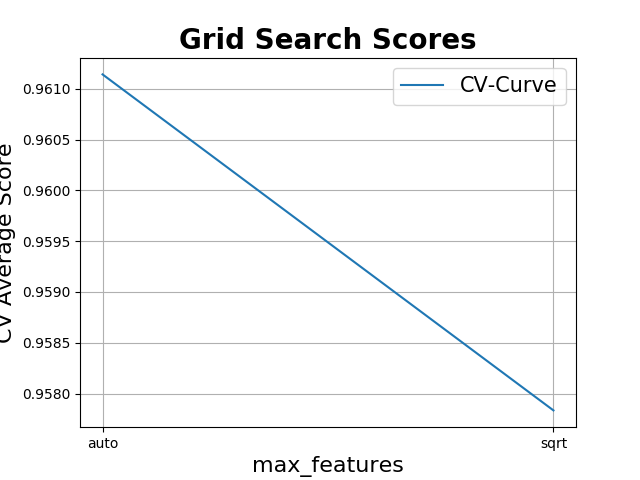 Grid Search Scores
CV-Curve
CV Average Score
0.9610
0.9605
0.9600
0.9595
0.9590
0.9585
0.9580
auto
sqrt
max_features